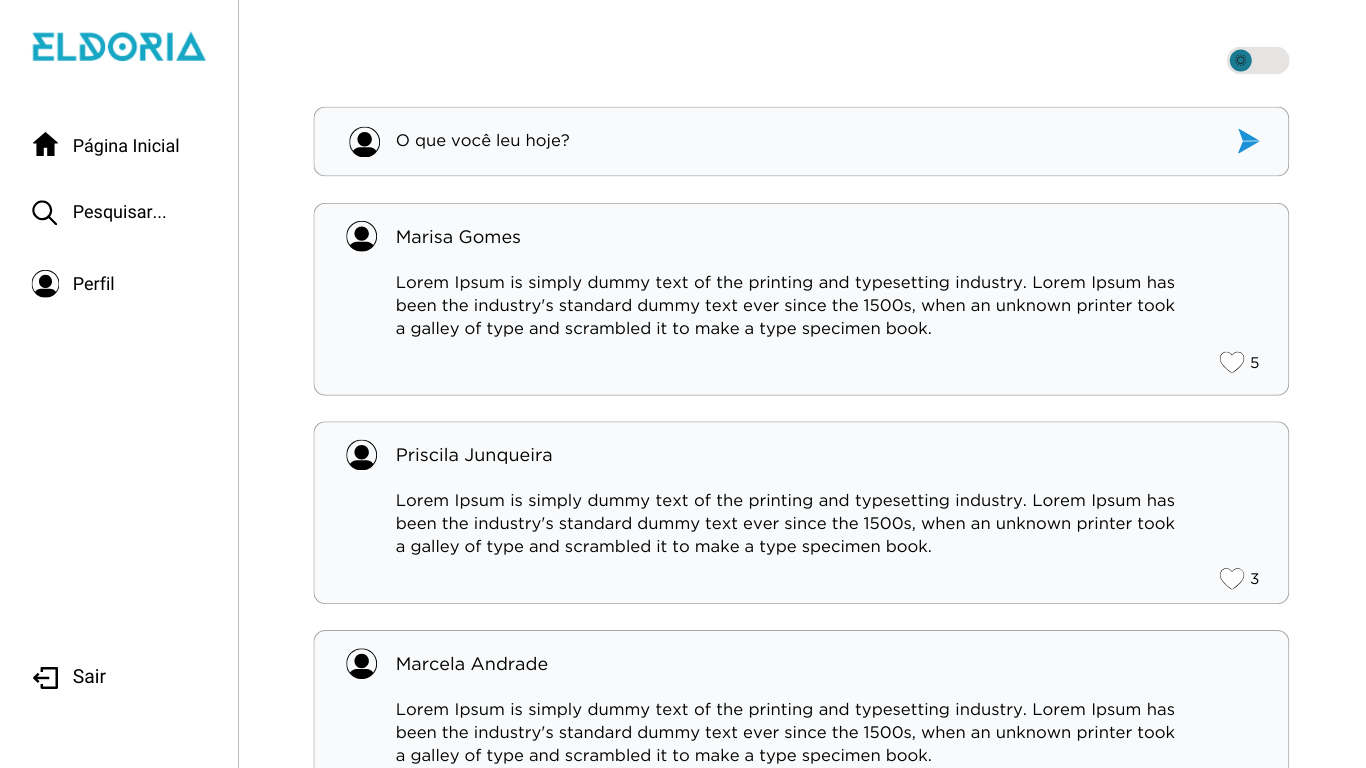 ELDORIA
Página Inicial
Pesquisar...
Perfil
Sair
O que você leu hoje?
Marisa Gomes
Lorem Ipsum is simply dummy text of the printing and typesetting industry. Lorem Ipsum has
been the industry's standard dummy text ever since the 1500s, when an unknown printer took
a galley of type and scrambled it to make a type specimen book.
5
Priscila Junqueira
Lorem Ipsum is simply dummy text of the printing and typesetting industry. Lorem Ipsum has
been the industry's standard dummy text ever since the 1500s, when an unknown printer took
a galley of type and scrambled it to make a type specimen book.
3
Marcela Andrade
Lorem Ipsum is simply dummy text of the printing and typesetting industry. Lorem Ipsum has
been the industry's standard dummy text ever since the 1500s, when an unknown printer took
a galley of type and scrambled it to make a type specimen book.